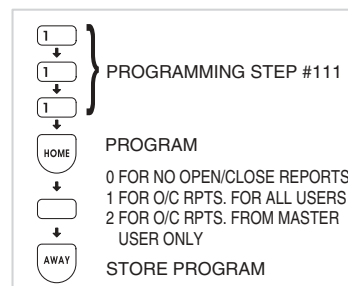 1
1
1
PROGRAMMING STEP #111
HOME
PROGRAM
0 FOR NO OPEN/CLOSE REPORTS
1 FOR O/C RPTS. FOR ALL USERS
2 FOR O/C RPTS. FROM MASTER
USER ONLY
AWAY
STORE PROGRAM